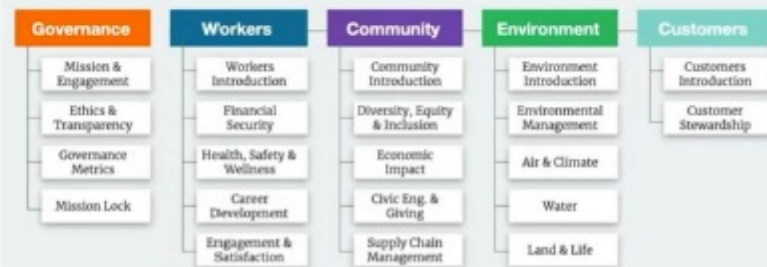 Governance
Mission &
Engagement
Ethics &
Transparency
Governance
Metrics
Mission Lock
Workers
Workers
Introduction
Financial
Security
Health, Safety &
Wellness
Career
Development
Engagement &
Satisfaction
Community
Community
Introduction
Diversity, Equity
& Inclusion
Economic
Impact
Civic Eng. &
Giving
Supply Chain
Management
Environment
Environment
Introduction
Environmental
Management
Air & Climate
Water
Land & Life
Customers
Customers
Introduction
Customer
Stewardship